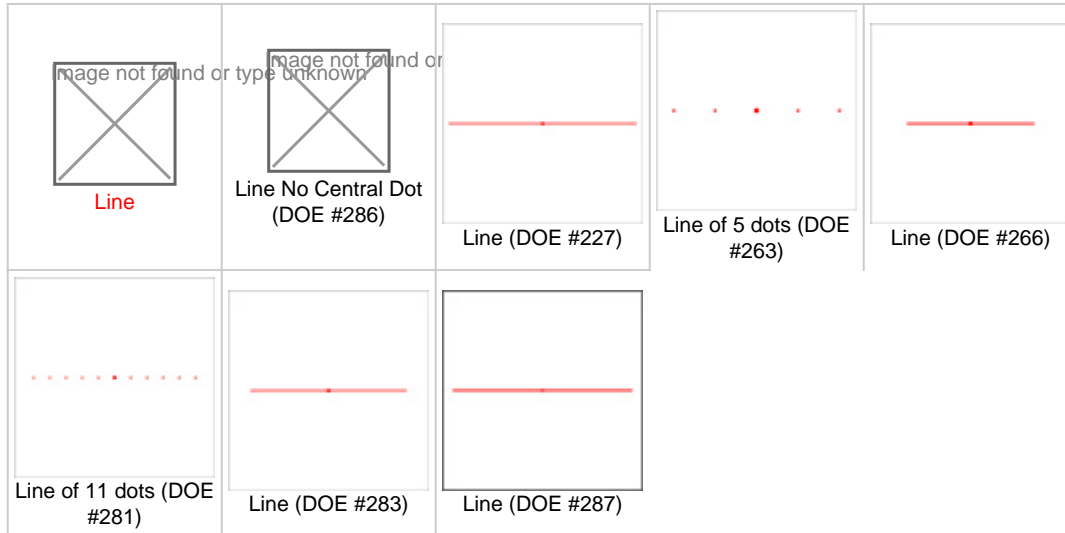 Image not found or type unknown
Line
Image not found or
Line No Central Dot
(DOE #286)
Line (DOE #227)
Line of 5 dots (DOE
#263)
Line (DOE #266)
Line of 11 dots (DOE
#281)
Line (DOE #283)
Line (DOE #287)